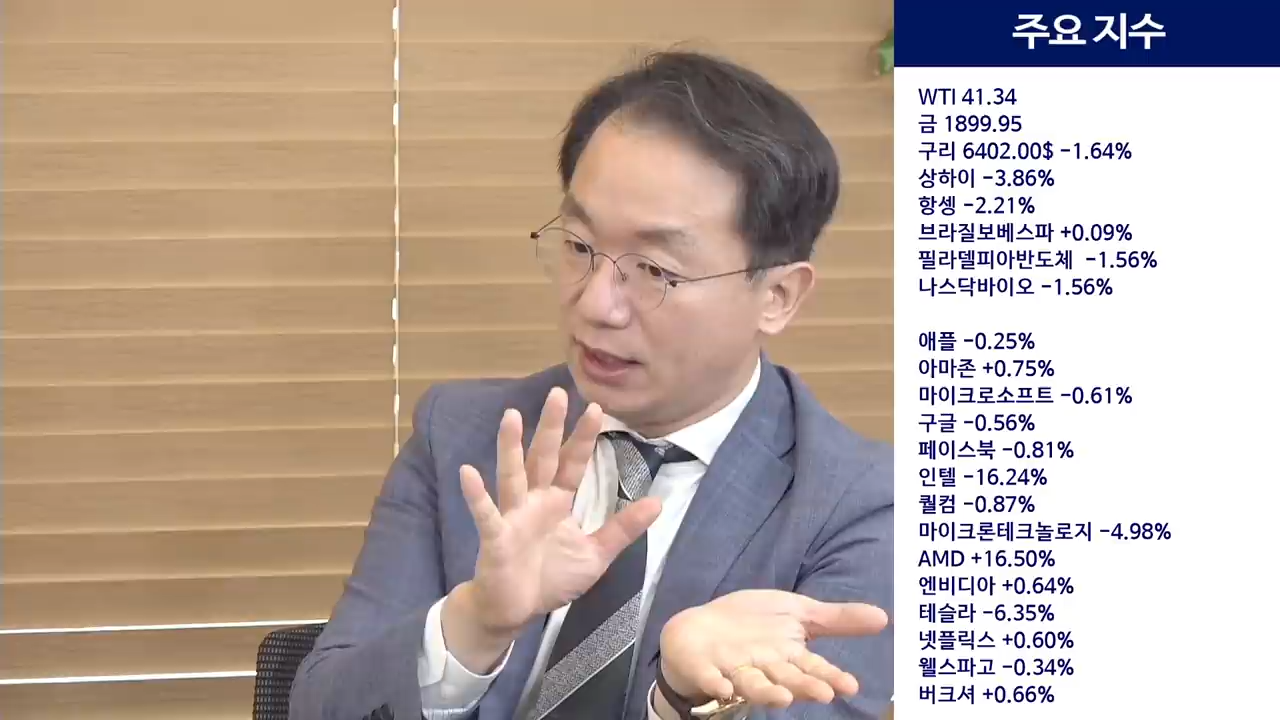 주요 지수
WTI 41.34
금 1899.95
구리 6402.00$ -1.64%
상하이 -3.86%
항셍 -2.21%
브라질보베스파 +0.09%
필라델피아반도체 -1.56%
나스닥바이오 -1.56%
애플 -0.25%
아마존 +0.75%
마이크로소프트 -0.61%
구글 -0.56%
페이스북 -0.81%
인텔 -16.24%
퀄컴 -0.87%
마이크론테크놀로지 -4.98%
AMD +16.50%
엔비디아 +0.64%
테슬라 -6.35%
넷플릭스 +0.60%
웰스파고 -0.34%
버크셔 +0.66%